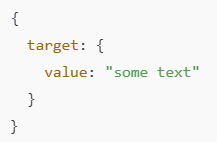 {
  target: {
    value: "some text"
  }
}